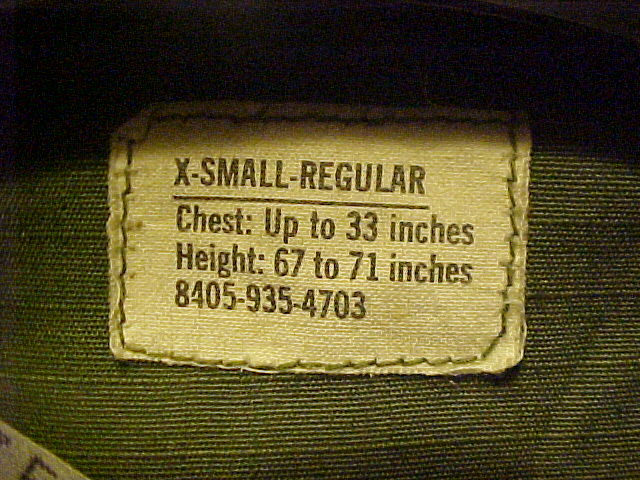 X-SMALL-REGULAR
Chest: Up to 33 inches
Height: 67 to 71 inches
8405-935-4703